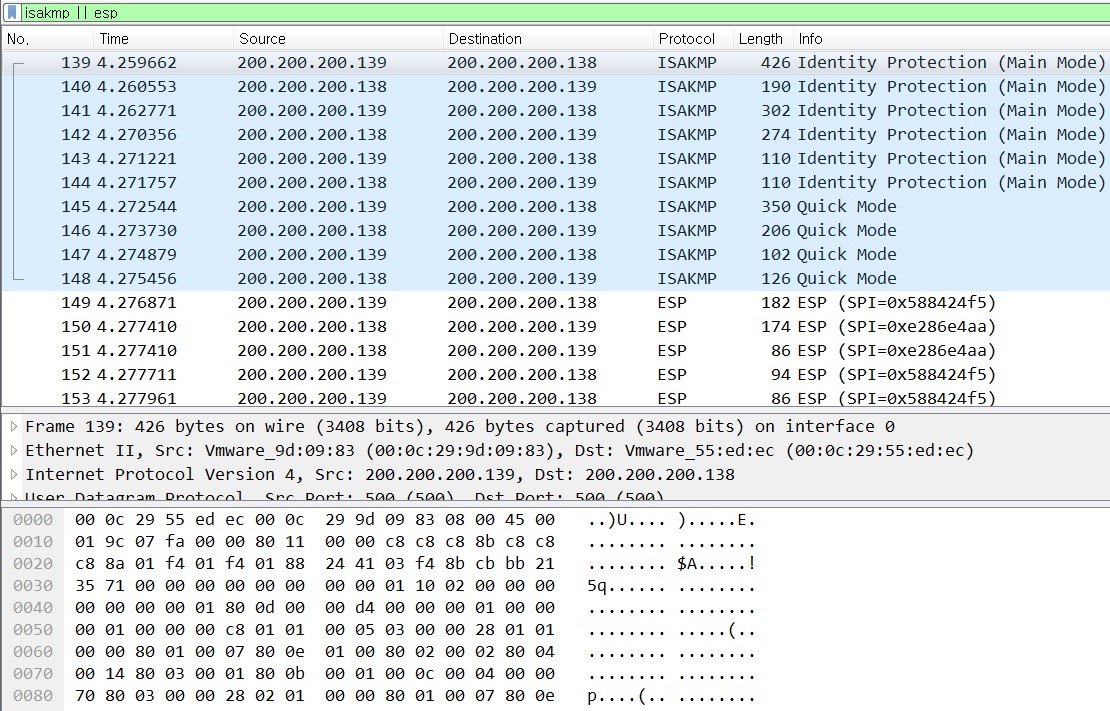 isakmp || esp
No. Time Source Destination Protocol Length Info
139 4.259662 200.200.200.139 200.200.200.138 ISAKMP 426 Identity Protection (Main Mode)
140 4.260553 200.200.200.138 200.200.200.139 ISAKMP 190 Identity Protection (Main Mode)
141 4.262771 200.200.200.139 200.200.200.138 ISAKMP 302 Identity Protection (Main Mode)
142 4.270356 200.200.200.138 200.200.200.139 ISAKMP 274 Identity Protection (Main Mode)
143 4.271221 200.200.200.139 200.200.200.138 ISAKMP 110 Identity Protection (Main Mode)
144 4.271757 200.200.200.138 200.200.200.139 ISAKMP 110 Identity Protection (Main Mode)
145 4.272544 200.200.200.139 200.200.200.138 ISAKMP 350 Quick Mode
146 4.273730 200.200.200.138 200.200.200.139 ISAKMP 206 Quick Mode
147 4.274879 200.200.200.139 200.200.200.138 ISAKMP 102 Quick Mode
148 4.275456 200.200.200.138 200.200.200.139 ISAKMP 126 Quick Mode
149 4.276871 200.200.200.139 200.200.200.138 ESP 182 ESP (SPI=0x588424f5)
150 4.277410 200.200.200.138 200.200.200.139 ESP 174 ESP (SPI=0xe286e4aa)
151 4.277410 200.200.200.138 200.200.200.139 ESP 86 ESP (SPI=0xe286e4aa)
152 4.277711 200.200.200.139 200.200.200.138 ESP 94 ESP (SPI=0x588424f5)
153 4.277961 200.200.200.139 200.200.200.138 ESP 86 ESP (SPI=0x588424f5)
Frame 139: 426 bytes on wire (3408 bits), 426 bytes captured (3408 bits) on interface 0
Ethernet II, Src: Vmware_9d:09:83 (00:0c:29:9d:09:83), Dst: Vmware_55:ed:ec (00:0c:29:55:ed:ec)
Internet Protocol Version 4, Src: 200.200.200.139, Dst: 200.200.200.138
User Datagram Protocol, Src Port: 500 (500), Dst Port: 500 (500)
0000 00 0c 29 55 ed ec 00 0c 29 9d 09 83 08 00 45 00 ..)U.... ).....E.
0010 01 9c 07 fa 00 00 80 11 00 00 c8 c8 c8 8b c8 c8 ........ ........
0020 c8 8a 01 f4 01 f4 01 88 24 41 03 f4 8b cb bb 21 ........ $A.....!
0030 35 71 00 00 00 00 00 00 00 00 01 10 02 00 00 00 5q...... ........
0040 00 00 00 00 01 80 0d 00 00 d4 00 00 00 01 00 00 ........ ........
0050 00 01 00 00 00 c8 01 01 00 05 03 00 00 28 01 01 ........ .....(..
0060 00 00 80 01 00 07 80 0e 01 00 80 02 00 02 80 04 ........ ........
0070 00 14 80 03 00 01 80 0b 00 01 00 0c 00 04 00 00 ........ ........
0080 70 80 03 00 00 28 02 01 00 00 80 01 00 07 80 0e p....(.. ........